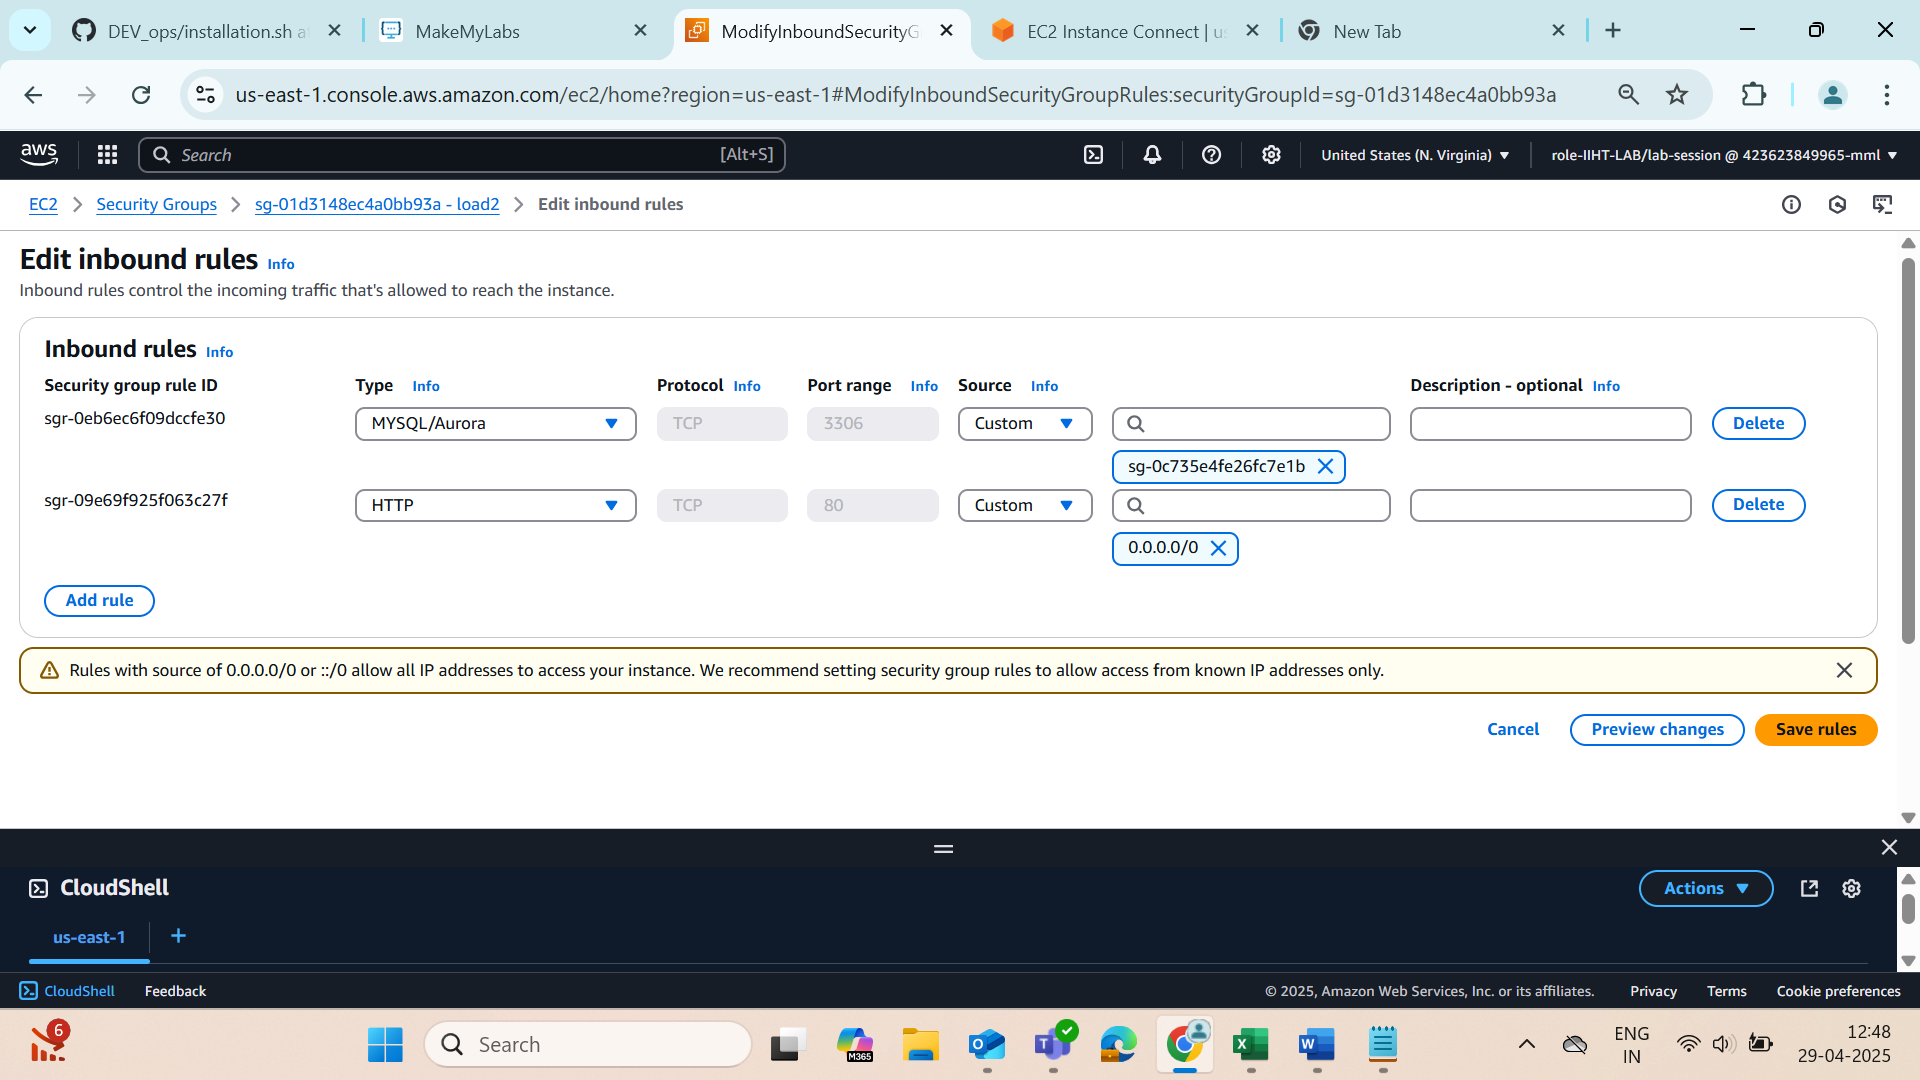 DEV_ops/installation.sh a
MakeMyLabs
ModifyInboundSecurityG
EC2 Instance Connect | u
New Tab
us-east-1.console.aws.amazon.com/ec2/home?region=us-east-1#ModifyInboundSecurityGroupRules:securityGroupId=sg-01d3148ec4a0bb93a
aws
Search
[Alt+S]
United States (N. Virginia)
role-IIHT-LAB/lab-session @ 423623849965-mml
EC2
Security Groups
sg-01d3148ec4a0bb93a - load2
Edit inbound rules
Edit inbound rules Info
Inbound rules control the incoming traffic that's allowed to reach the instance.
Inbound rules Info
Security group rule ID
Type Info
Protocol Info
Port range Info
Source Info
Description - optional Info
sgr-0eb6ec6f09dccfe30
MYSQL/Aurora
TCP
3306
Custom
Delete
sg-0c735e4fe26fc7e1b
sgr-09e69f925f063c27f
HTTP
TCP
80
Custom
Delete
0.0.0.0/0
Add rule
Rules with source of 0.0.0.0/0 or ::/0 allow all IP addresses to access your instance. We recommend setting security group rules to allow access from known IP addresses only.
Cancel
Preview changes
Save rules
CloudShell
Actions
us-east-1
CloudShell
Feedback
© 2025, Amazon Web Services, Inc. or its affiliates.
Privacy
Terms
Cookie preferences
6
Search
M365
ENG
IN
12:48
29-04-2025